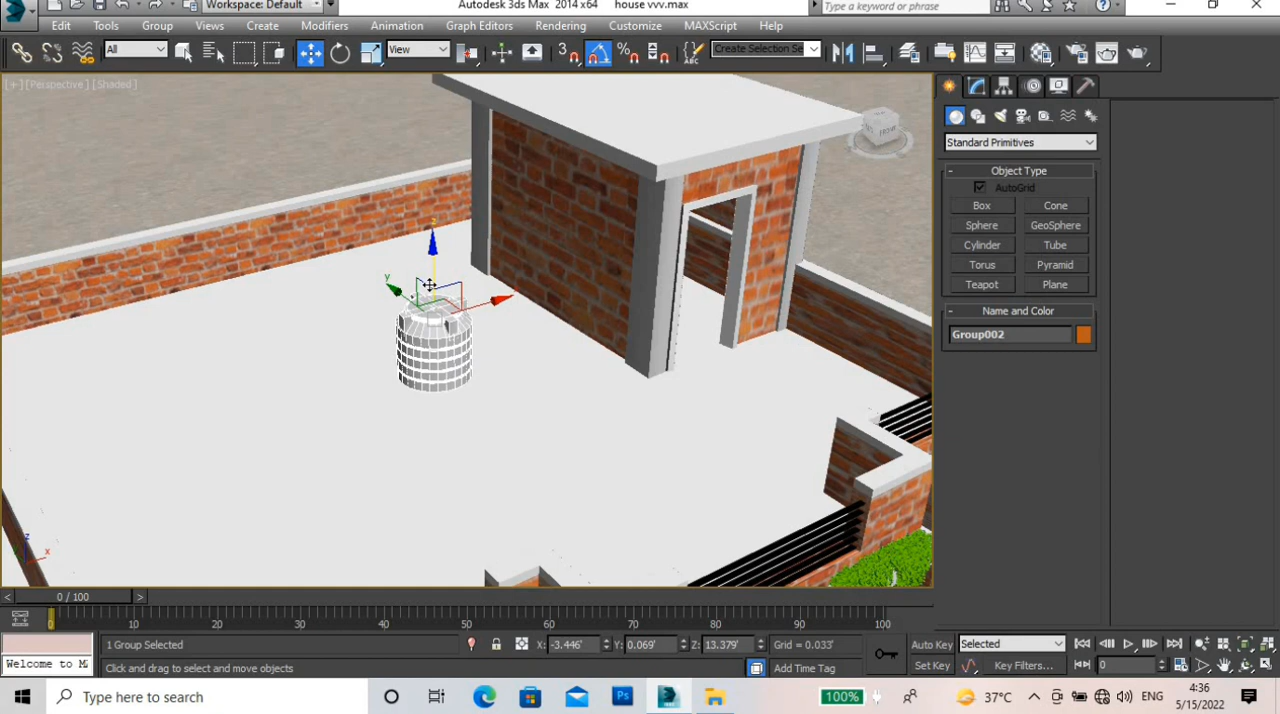 Workspace: Default
Autodesk 3ds Max 2014 x64
house vvv.max
Type a keyword or phrase
Edit Tools Group Views Create Modifiers Animation Graph Editors Rendering Customize MAXScript Help
All
View
3
Create Selection Se
[+] [Perspective] [Shaded]
FRONT
Standard Primitives
- Object Type
AutoGrid
Box Cone
Sphere GeoSphere
Cylinder Tube
Torus Pyramid
Teapot Plane
- Name and Color
Group002
z
y
z
x
< 0 / 100 >
0 10 20 30 40 50 60 70 80 90 100
1 Group Selected
X: -3.446' Y: 0.069' Z: 13.379' Grid = 0.033'
Auto Key Selected
Welcome to M
Click and drag to select and move objects
Add Time Tag
Set Key Key Filters... 0
Type here to search
Ps
100%
37°C
ENG
4:36
5/15/2022